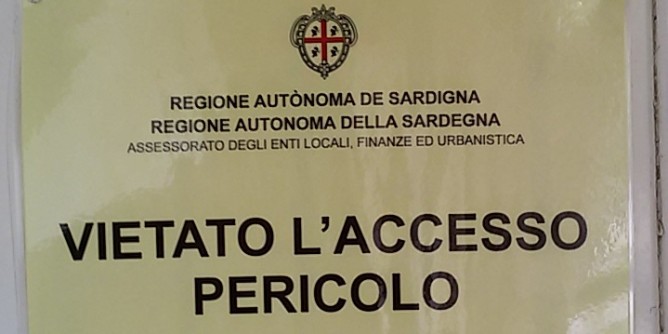 REGIONE AUTÒNOMA DE SARDIGNA
REGIONE AUTONOMA DELLA SARDEGNA
ASSESSORATO DEGLI ENTI LOCALI, FINANZE ED URBANISTICA
VIETATO L'ACCESSO
PERICOLO